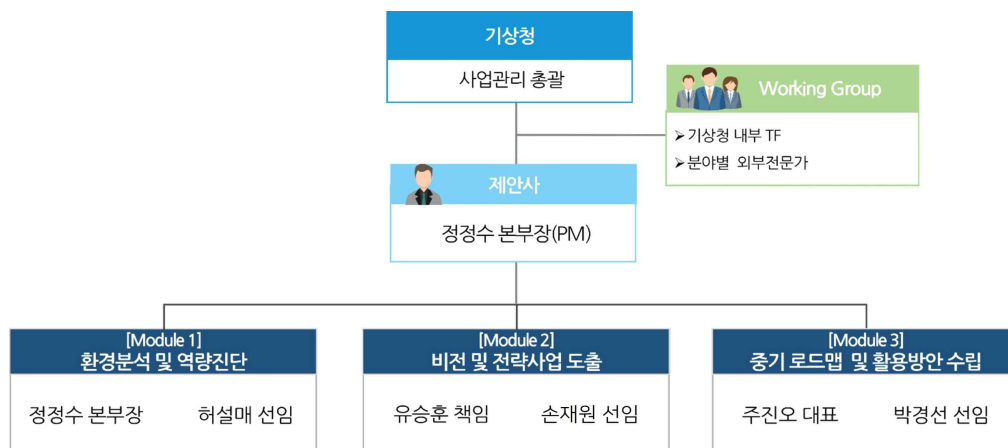 기상청
사업관리 총괄
Working Group
➢기상청 내부 TF
➢분야별 외부전문가
제안사
정정수 본부장(PM)
[Module 1]
환경분석 및 역량진단
정정수 본부장 허설매 선임
[Module 2]
비전 및 전략사업 도출
유승훈 책임 손재원 선임
[Module 3]
중기 로드맵 및 활용방안 수립
주진오 대표 박경선 선임